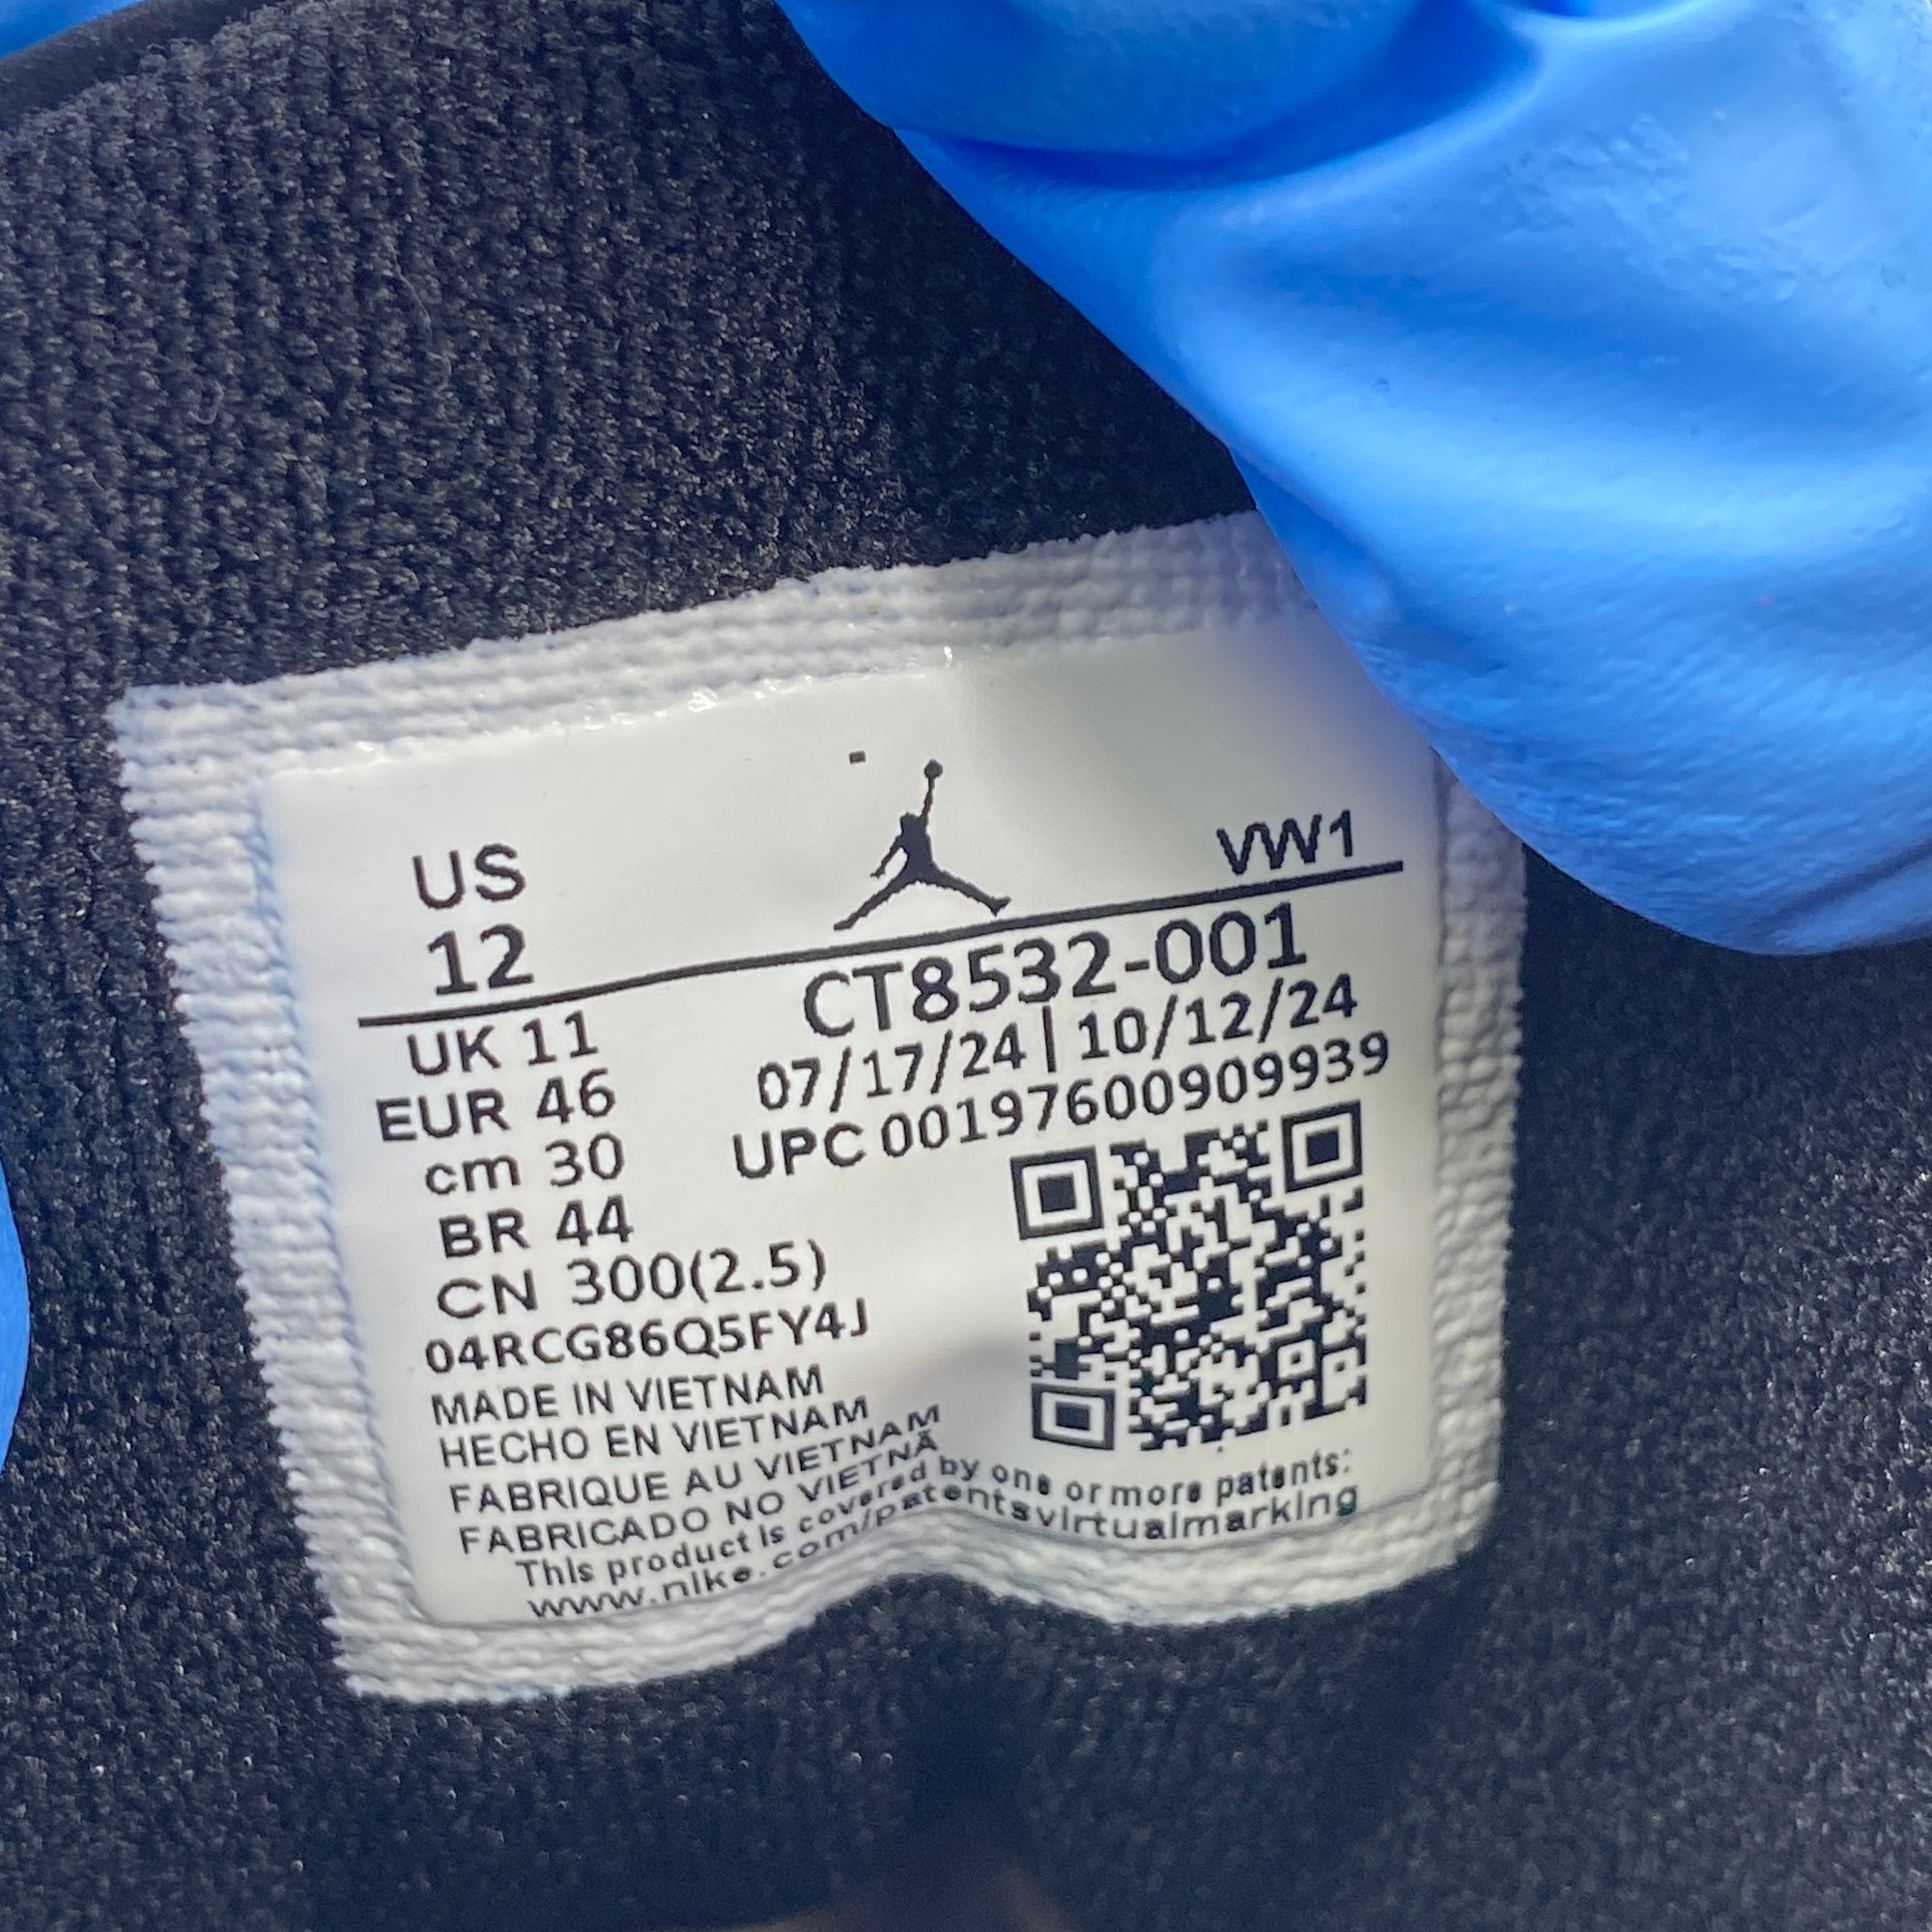 US
12
VW1
UK 11
EUR 46
cm 30
BR 44
CN 300(2.5)
04RCG86Q5FY4J
CT8532-001
07/17/24|10/12/24
UPC 00197600909939
MADE IN VIETNAM
HECHO EN VIETNAM
FABRIQUE AU VIETNAM
FABRICADO NO VIETNÃ
This product is covered by one or more patents:
www.nike.com/patentsvirtualmarking